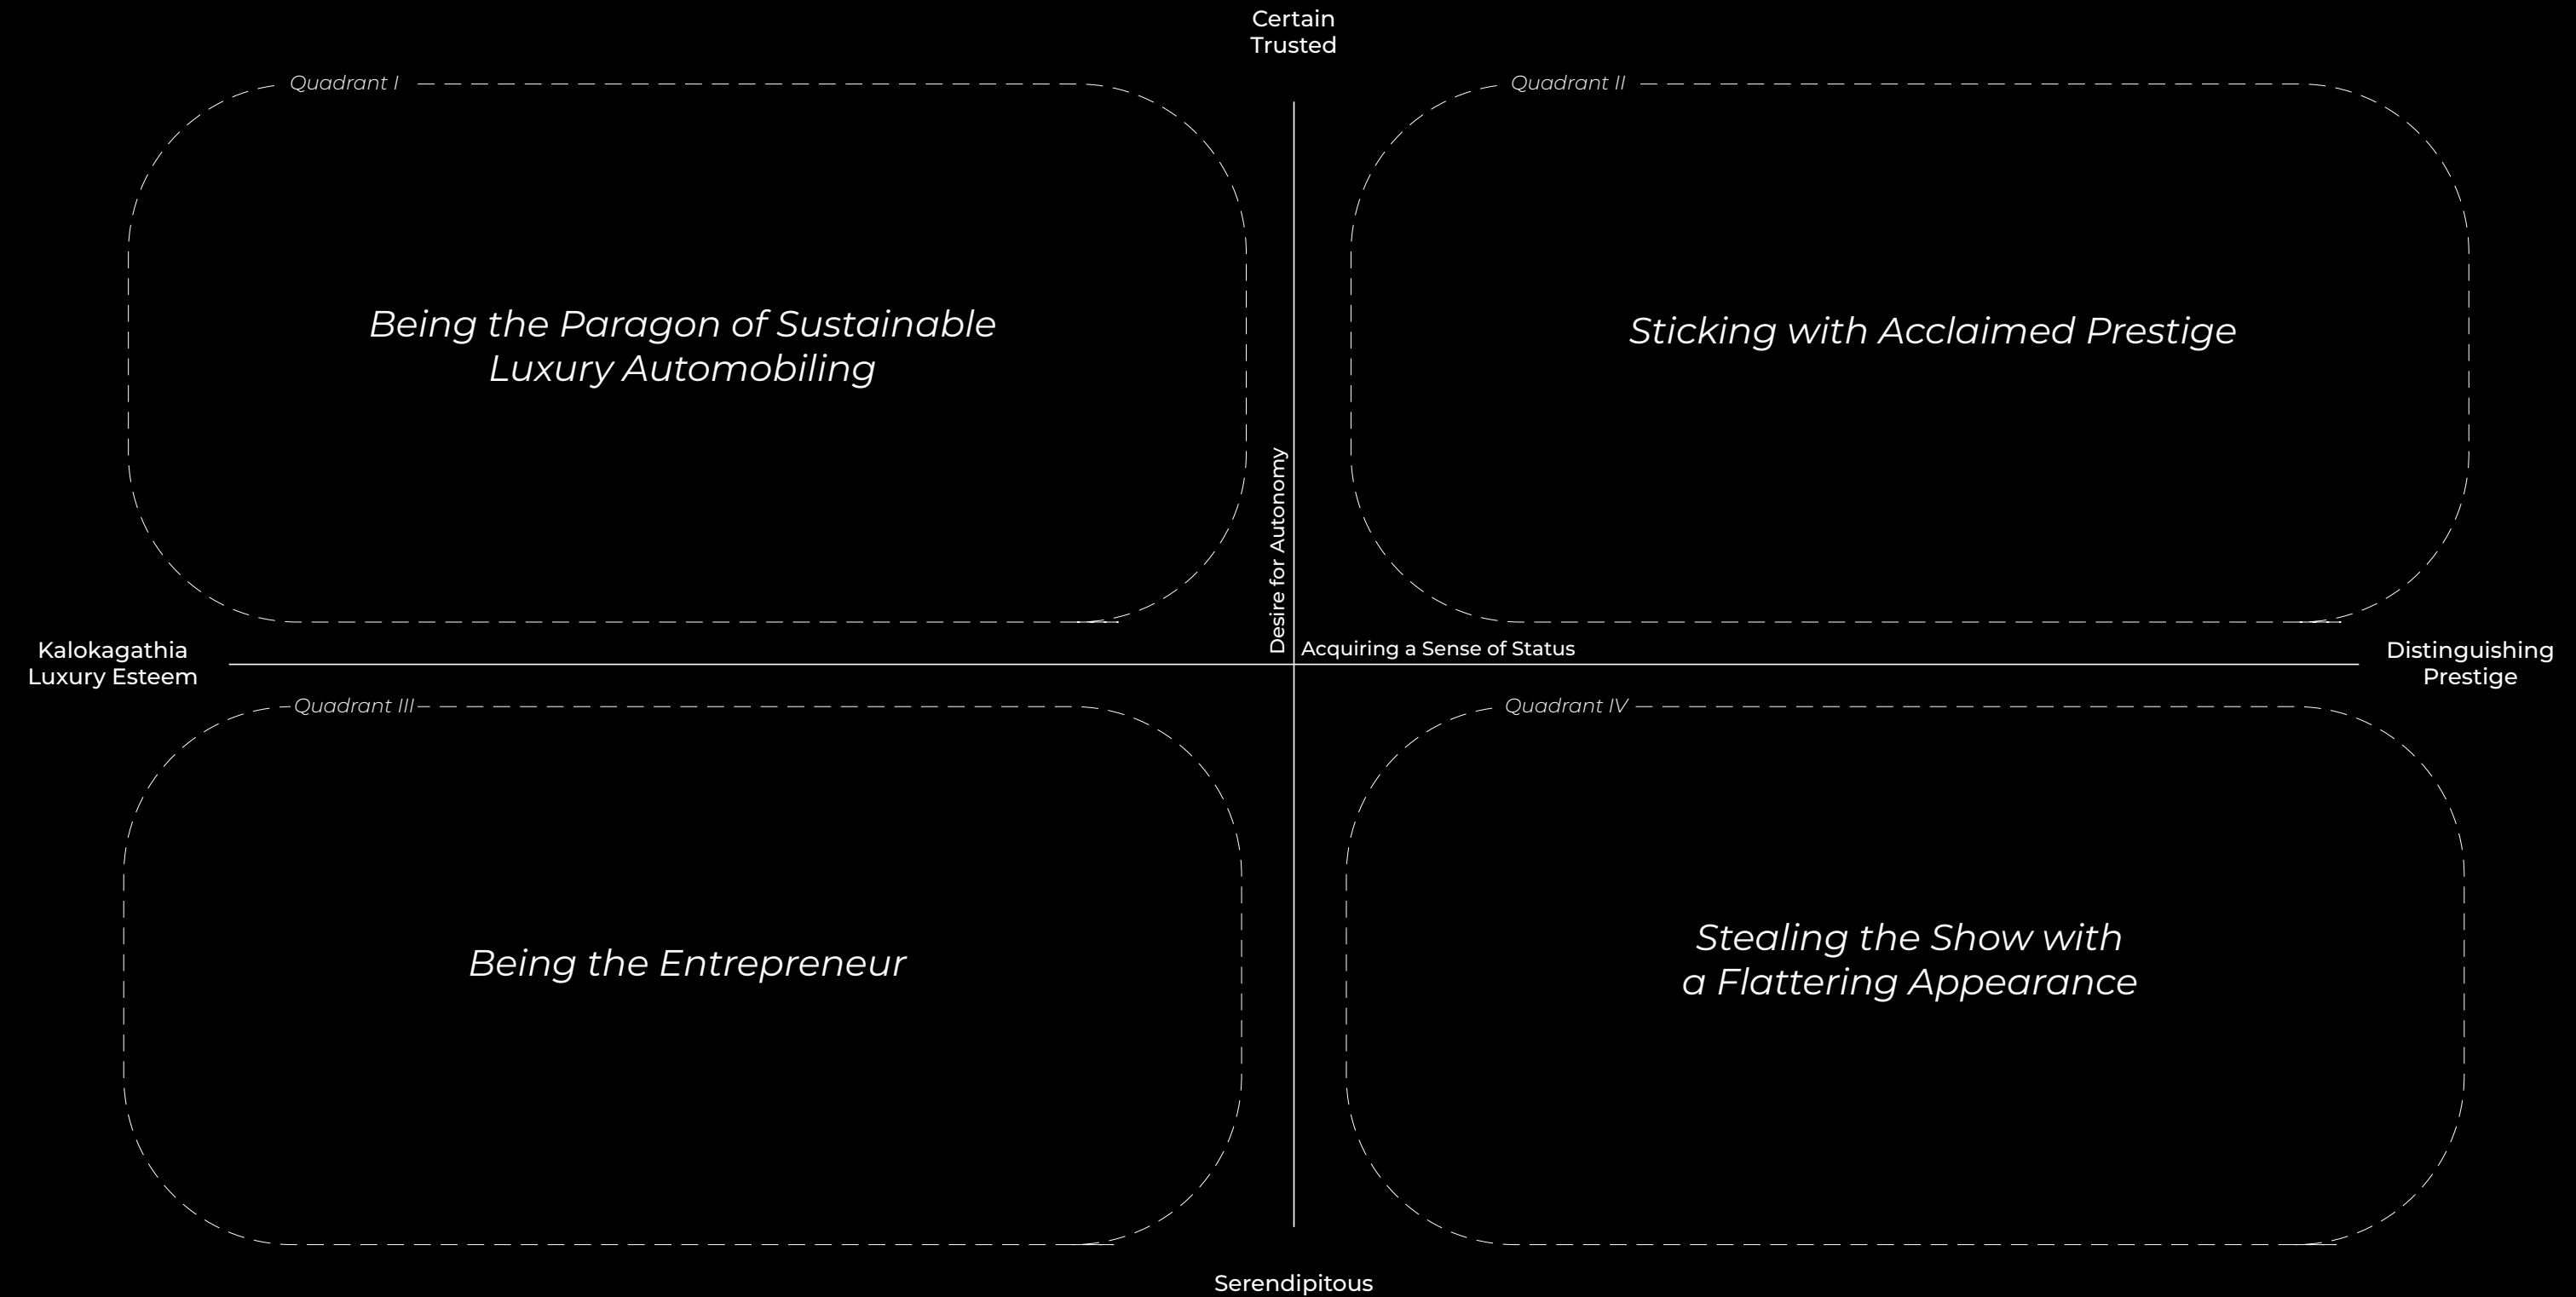 Certain
Trusted
Quadrant I
Quadrant II
Being the Paragon of Sustainable
Luxury Automobiling
Sticking with Acclaimed Prestige
Desire for Autonomy
Acquiring a Sense of Status
Kalokagathia
Luxury Esteem
Distinguishing
Prestige
Quadrant III
Quadrant IV
Being the Entrepreneur
Stealing the Show with
a Flattering Appearance
Serendipitous